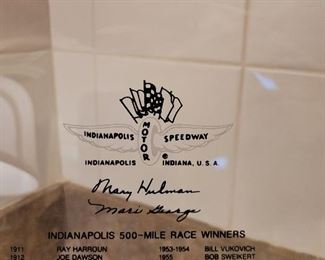 INDIANAPOLIS MOTOR SPEEDWAY
INDIANAPOLIS ® INDIANA, U.S.A.
Mary Hulman
Mari George
INDIANAPOLIS 500-MILE RACE WINNERS
1911 RAY HARROUN 1953-1954 BILL VUKOVICH
1912 JOE DAWSON 1955 BOB SWEIKERT